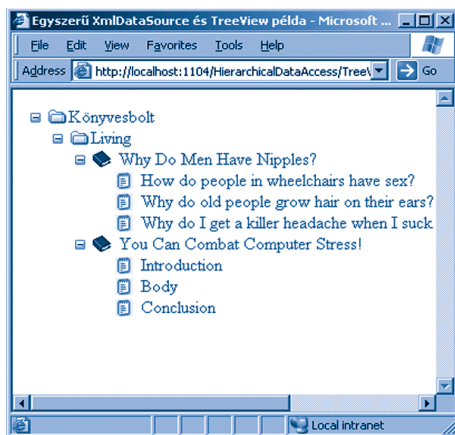 Egyszerű XmlDataSource és TreeView példa - Microsoft ...
File Edit View Favorites Tools Help
Address http://localhost:1104/HierarchicalDataAccess/Tree Go
Könyvesbolt
Living
Why Do Men Have Nipples?
How do people in wheelchairs have sex?
Why do old people grow hair on their ears?
Why do I get a killer headache when I suck
You Can Combat Computer Stress!
Introduction
Body
Conclusion
Local intranet